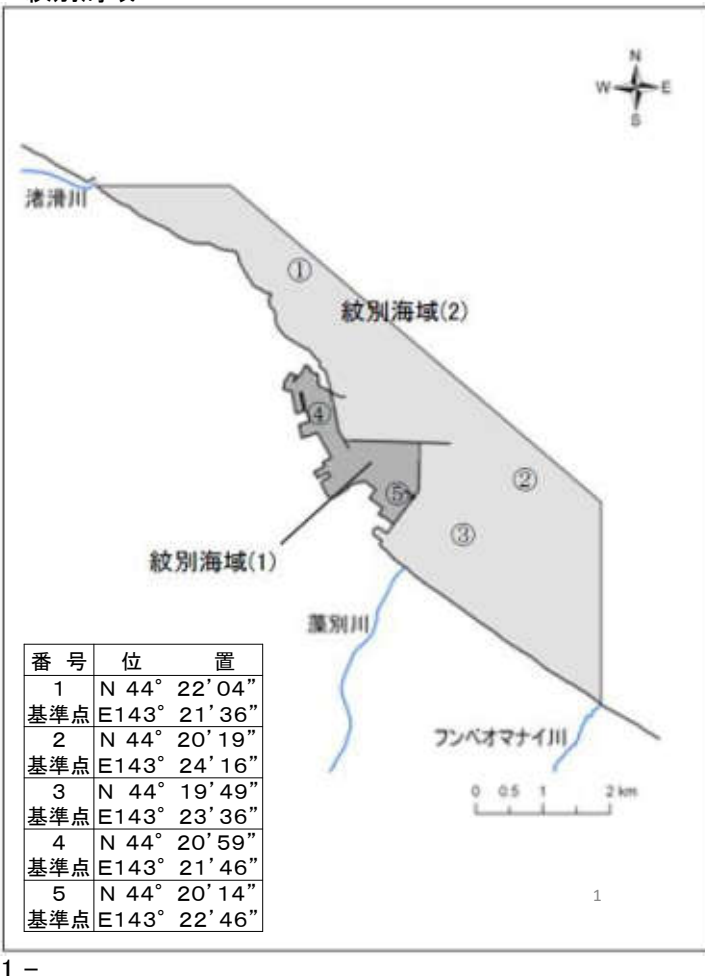 N
W E
S
渚滑川
①
紋別海域(2)
④
②
⑤
③
紋別海域(1)
藻別川
フンベオマナイ川
0 0.5 1 2 km
番 号 位 置
1 N 44° 22’04”
基準点 E143° 21’36”
2 N 44° 20’19”
基準点 E143° 24’16”
3 N 44° 19’49”
基準点 E143° 23’36”
4 N 44° 20’59”
基準点 E143° 21’46”
5 N 44° 20’14”
基準点 E143° 22’46”
1
1 −